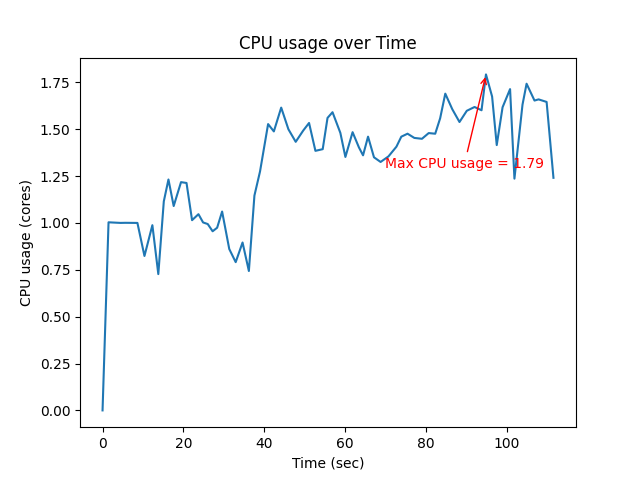 CPU usage over Time
1.75
1.50
1.25
1.00
0.75
0.50
0.25
0.00
CPU usage (cores)
Max CPU usage = 1.79
0 20 40 60 80 100
Time (sec)